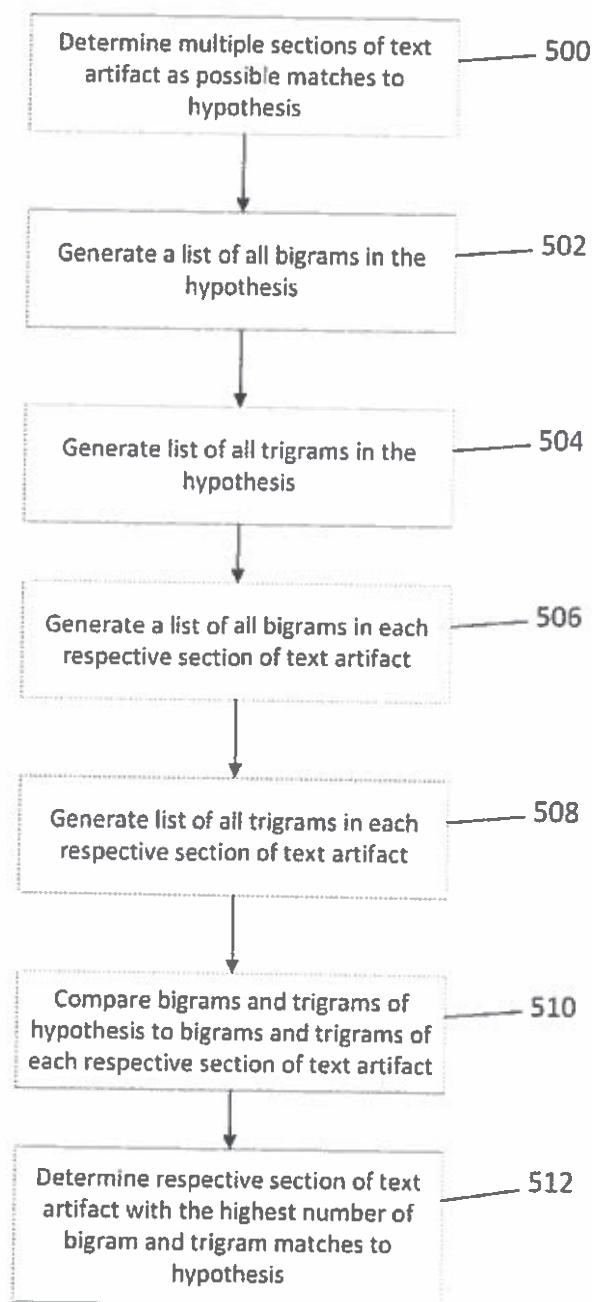 Determine multiple sections of text
artifact as possible matches to
hypothesis
500
Generate a list of all bigrams in the
hypothesis
502
Generate list of all trigrams in the
hypothesis
504
Generate a list of all bigrams in each
respective section of text artifact
506
Generate list of all trigrams in each
respective section of text artifact
508
Compare bigrams and trigrams of
hypothesis to bigrams and trigrams of
each respective section of text artifact
510
Determine respective section of text
artifact with the highest number of
bigram and trigram matches to
hypothesis
512